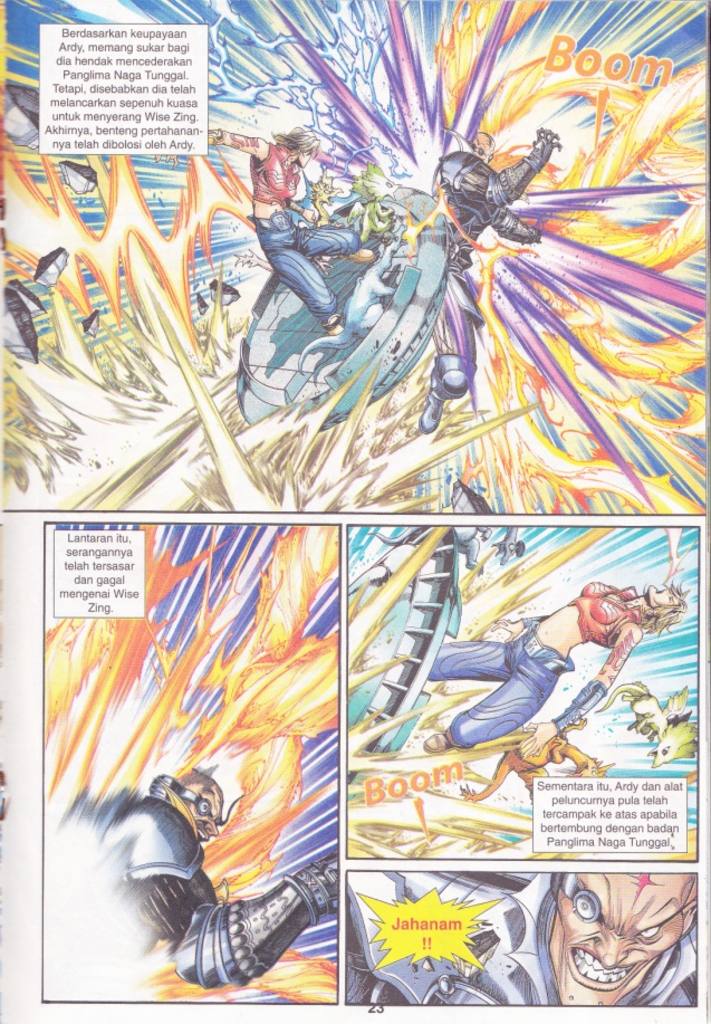 Berdasarkan keupayaan
Ardy, memang sukar bagi
dia hendak mencederakan
Panglima Naga Tunggal.
Tetapi, disebabkan dia telah
melancarkan sepenuh kuasa
untuk menyerang Wise Zing.
Akhirnya, benteng pertahanan-
nya telah dibolosi oleh Ardy.
Boom
Lantaran itu,
serangannya
telah tersasar
dan gagal
mengenai Wise
Zing.
Boom
Sementara itu, Ardy dan alat
peluncurnya pula telah
tercampak ke atas apabila
bertembung dengan badan
Panglima Naga Tunggal.
Jahanam
!!
23